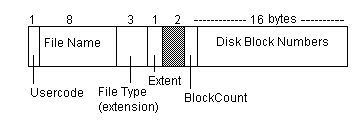 1 8 3 1 2 16 bytes
File Name Disk Block Numbers
Usercode File Type (extension) Extent BlockCount